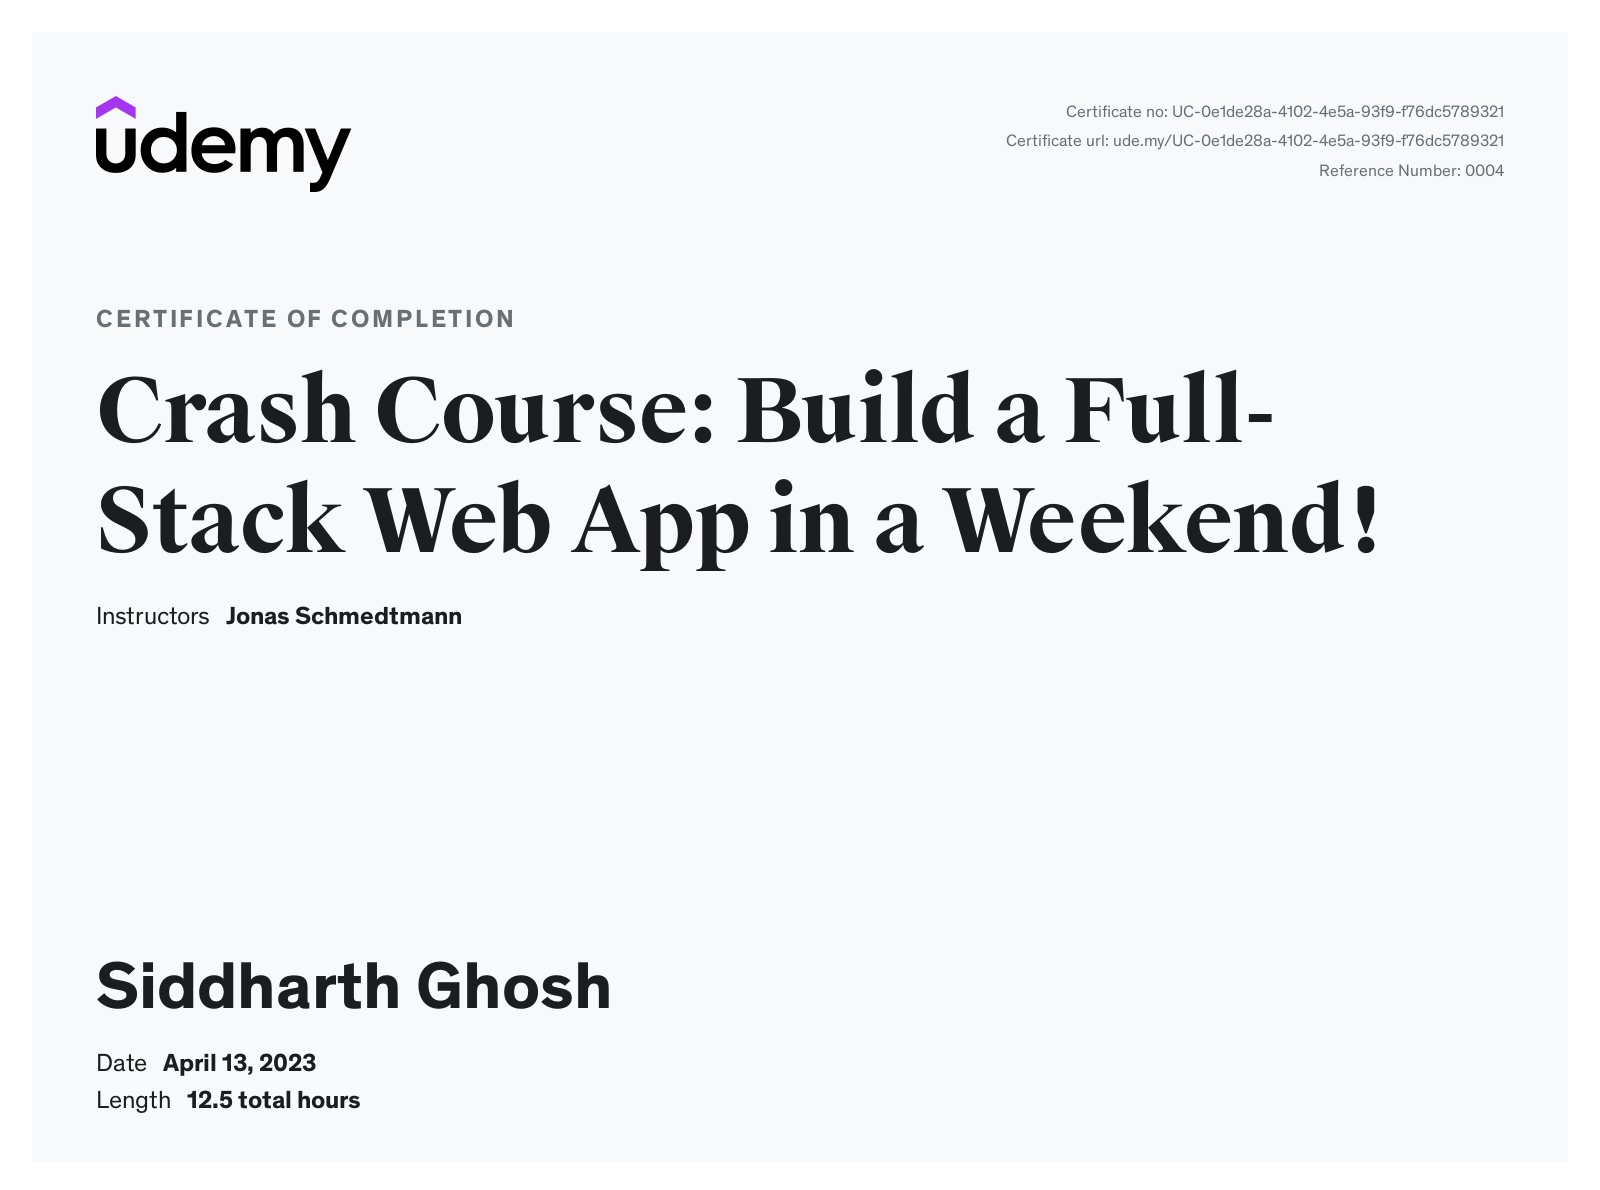 udemy
Certificate no: UC-0e1de28a-4102-4e5a-93f9-f76dc5789321
Certificate url: ude.my/UC-0e1de28a-4102-4e5a-93f9-f76dc5789321
Reference Number: 0004
CERTIFICATE OF COMPLETION
Crash Course: Build a Full-
Stack Web App in a Weekend!
Instructors Jonas Schmedtmann
Siddharth Ghosh
Date April 13, 2023
Length 12.5 total hours